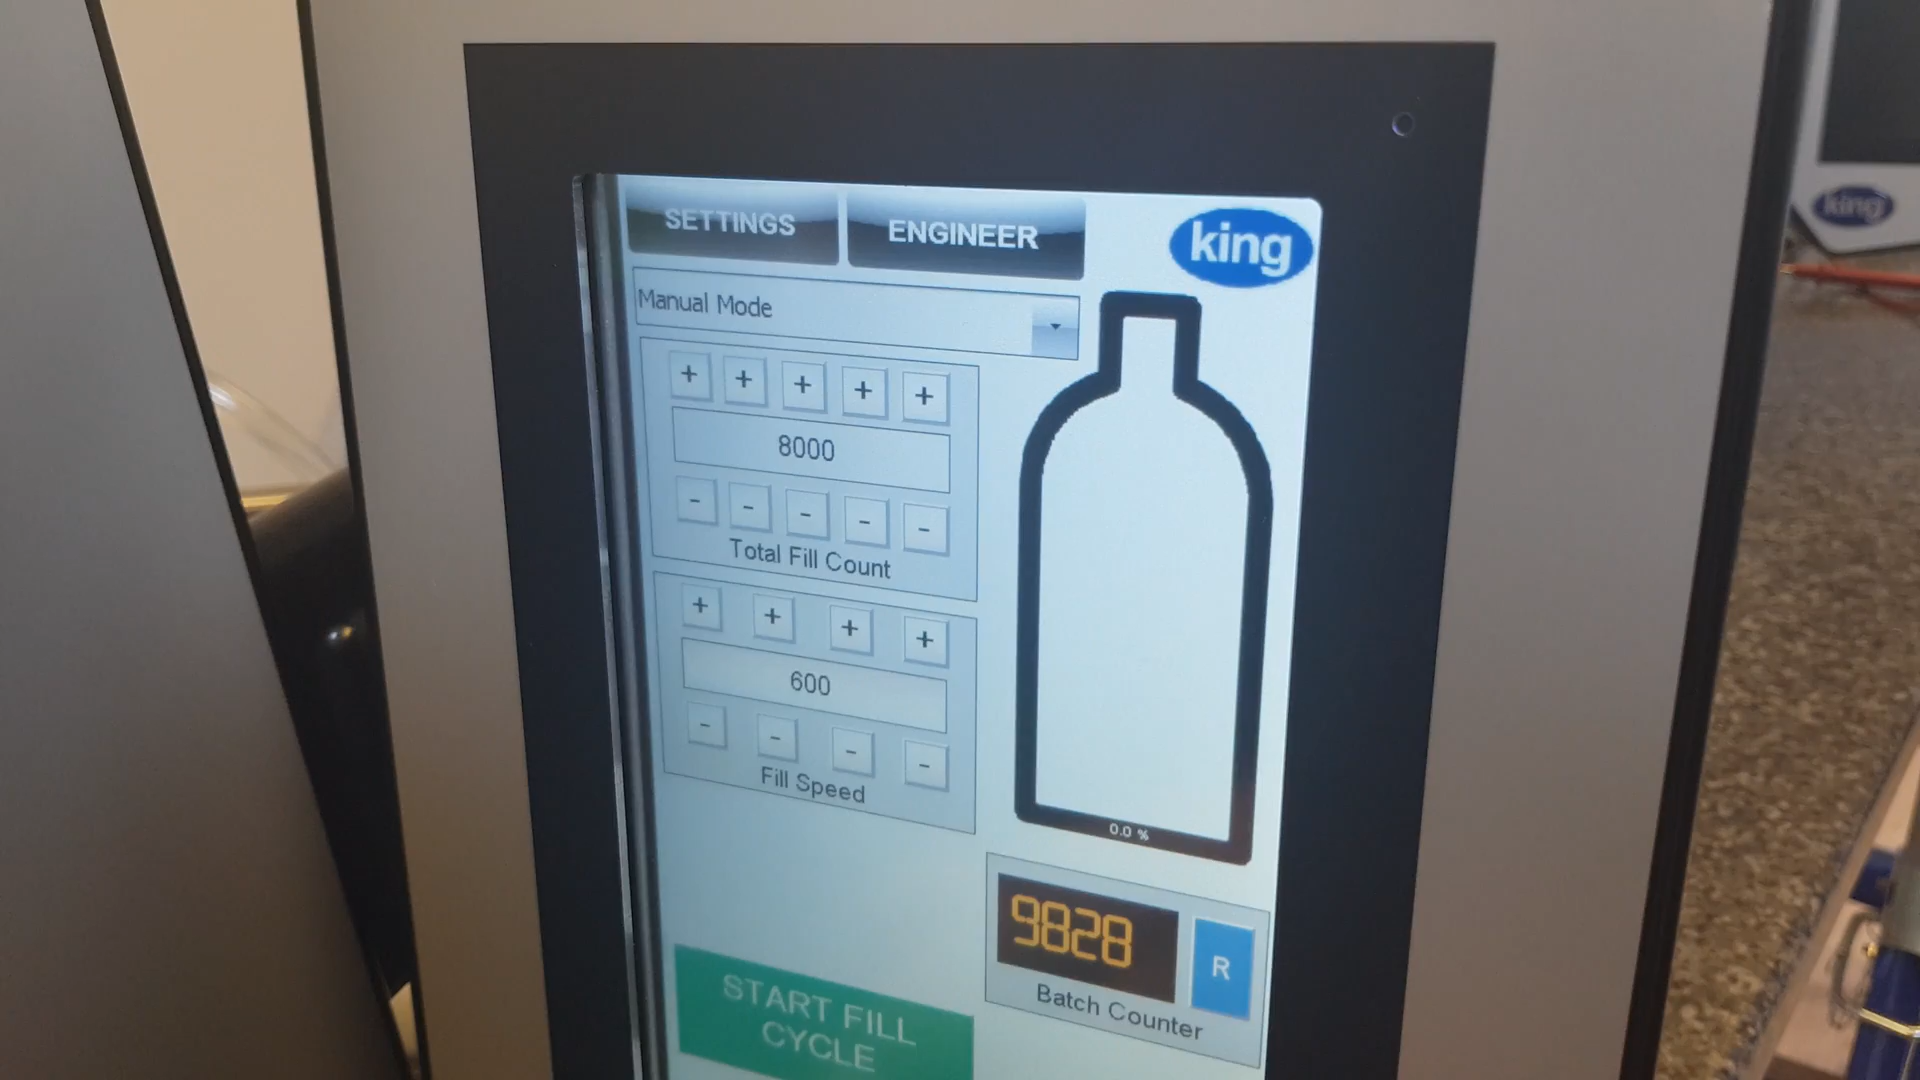 SETTINGS
ENGINEER
king
king
Manual Mode
+ + + + +
8000
- - - - -
Total Fill Count
+ + + +
600
- - - -
Fill Speed
0.0 %
9828
R
Batch Counter
START FILL
CYCLE